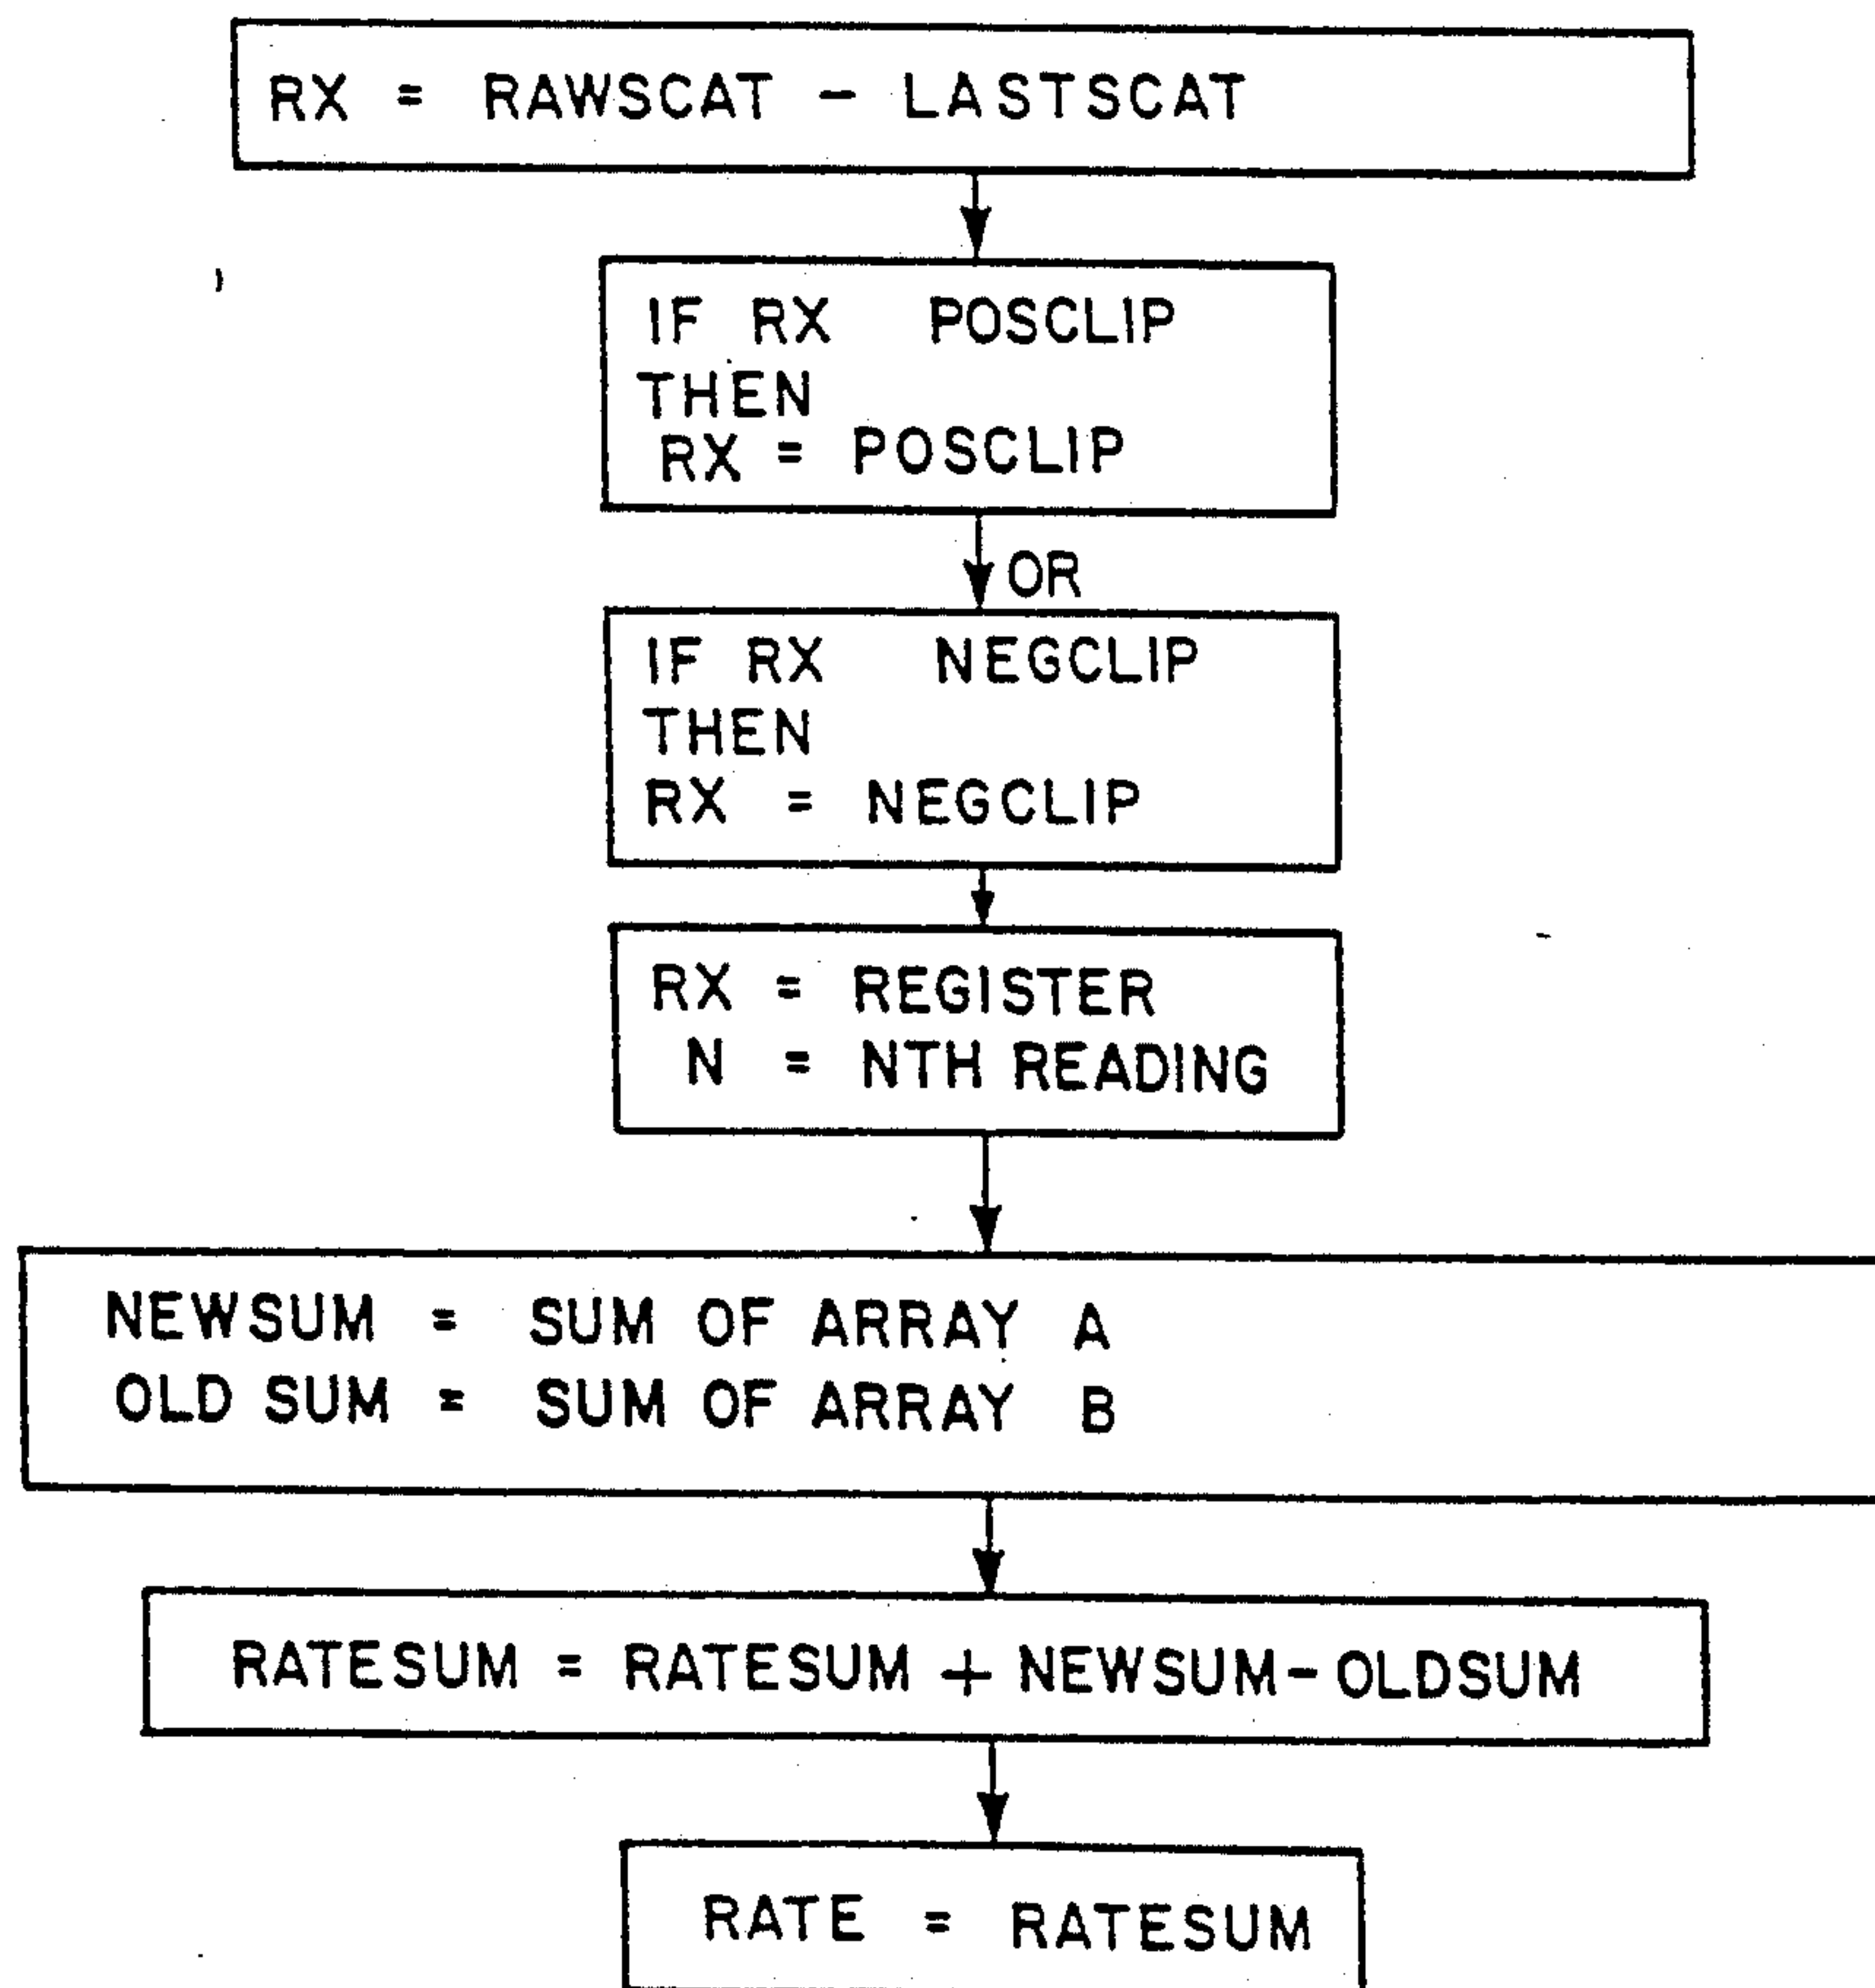 RX = RAWSCAT - LASTSCAT
IF RX POSCLIP
THEN
RX = POSCLIP
OR
IF RX NEGCLIP
THEN
RX = NEGCLIP
RX = REGISTER
N = NTH READING
NEWSUM = SUM OF ARRAY A
OLD SUM = SUM OF ARRAY B
RATESUM = RATESUM + NEWSUM-OLDSUM
RATE = RATESUM